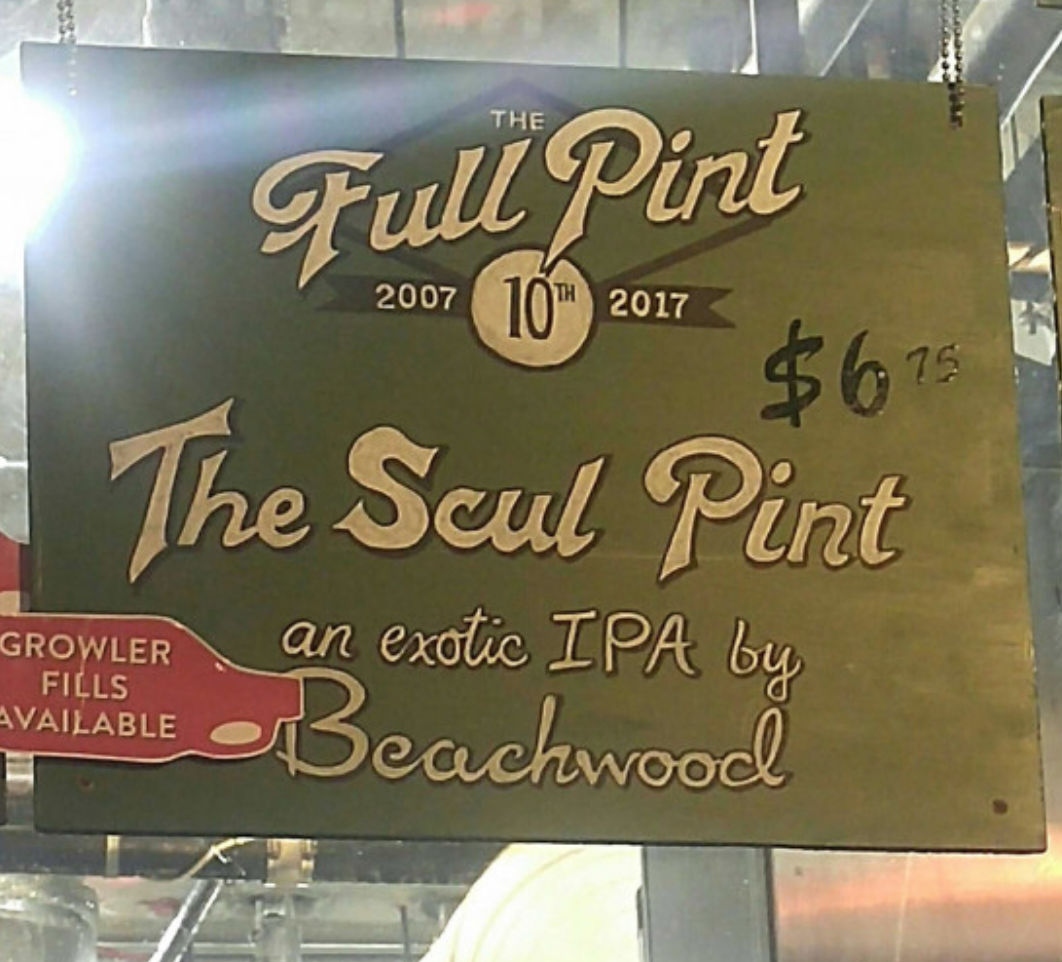 THE
Full Pint
2007 10TH 2017
$6 75
The Scul Pint
an exotic IPA by
Beachwood
GROWLER
FILLS
AVAILABLE